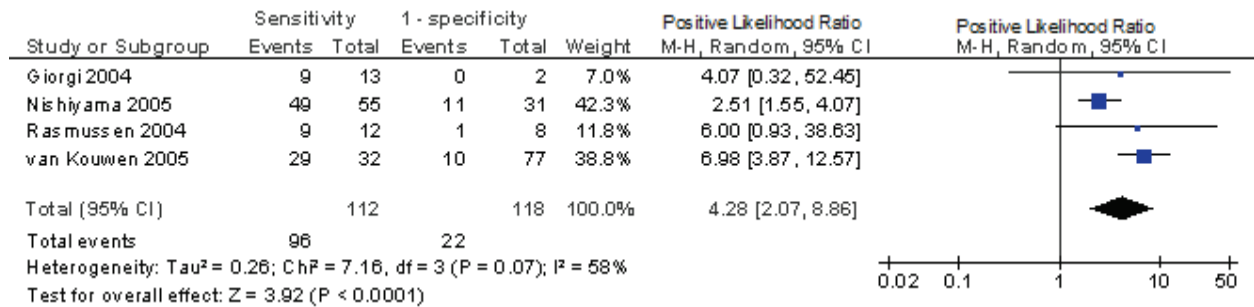 Sensitivity 1 - specificity Positive Likelihood Ratio Positive Likelihood Ratio
Study or Subgroup Events Total Events Total Weight M-H, Random, 95% CI M-H, Random, 95% CI
Giorgi 2004 9 13 0 2 7.0% 4.07 [0.32, 52.45]
Nishiyama 2005 49 55 11 31 42.3% 2.51 [1.55, 4.07]
Rasmussen 2004 9 12 1 8 11.8% 6.00 [0.93, 38.63]
van Kouwen 2005 29 32 10 77 38.8% 6.98 [3.87, 12.57]
Total (95% CI) 112 118 100.0% 4.28 [2.07, 8.86]
Total events 96 22
Heterogeneity: Tau² = 0.26; Chi² = 7.16, df = 3 (P = 0.07); I² = 58%
Test for overall effect: Z = 3.92 (P < 0.0001)
0.02 0.1 1 10 50